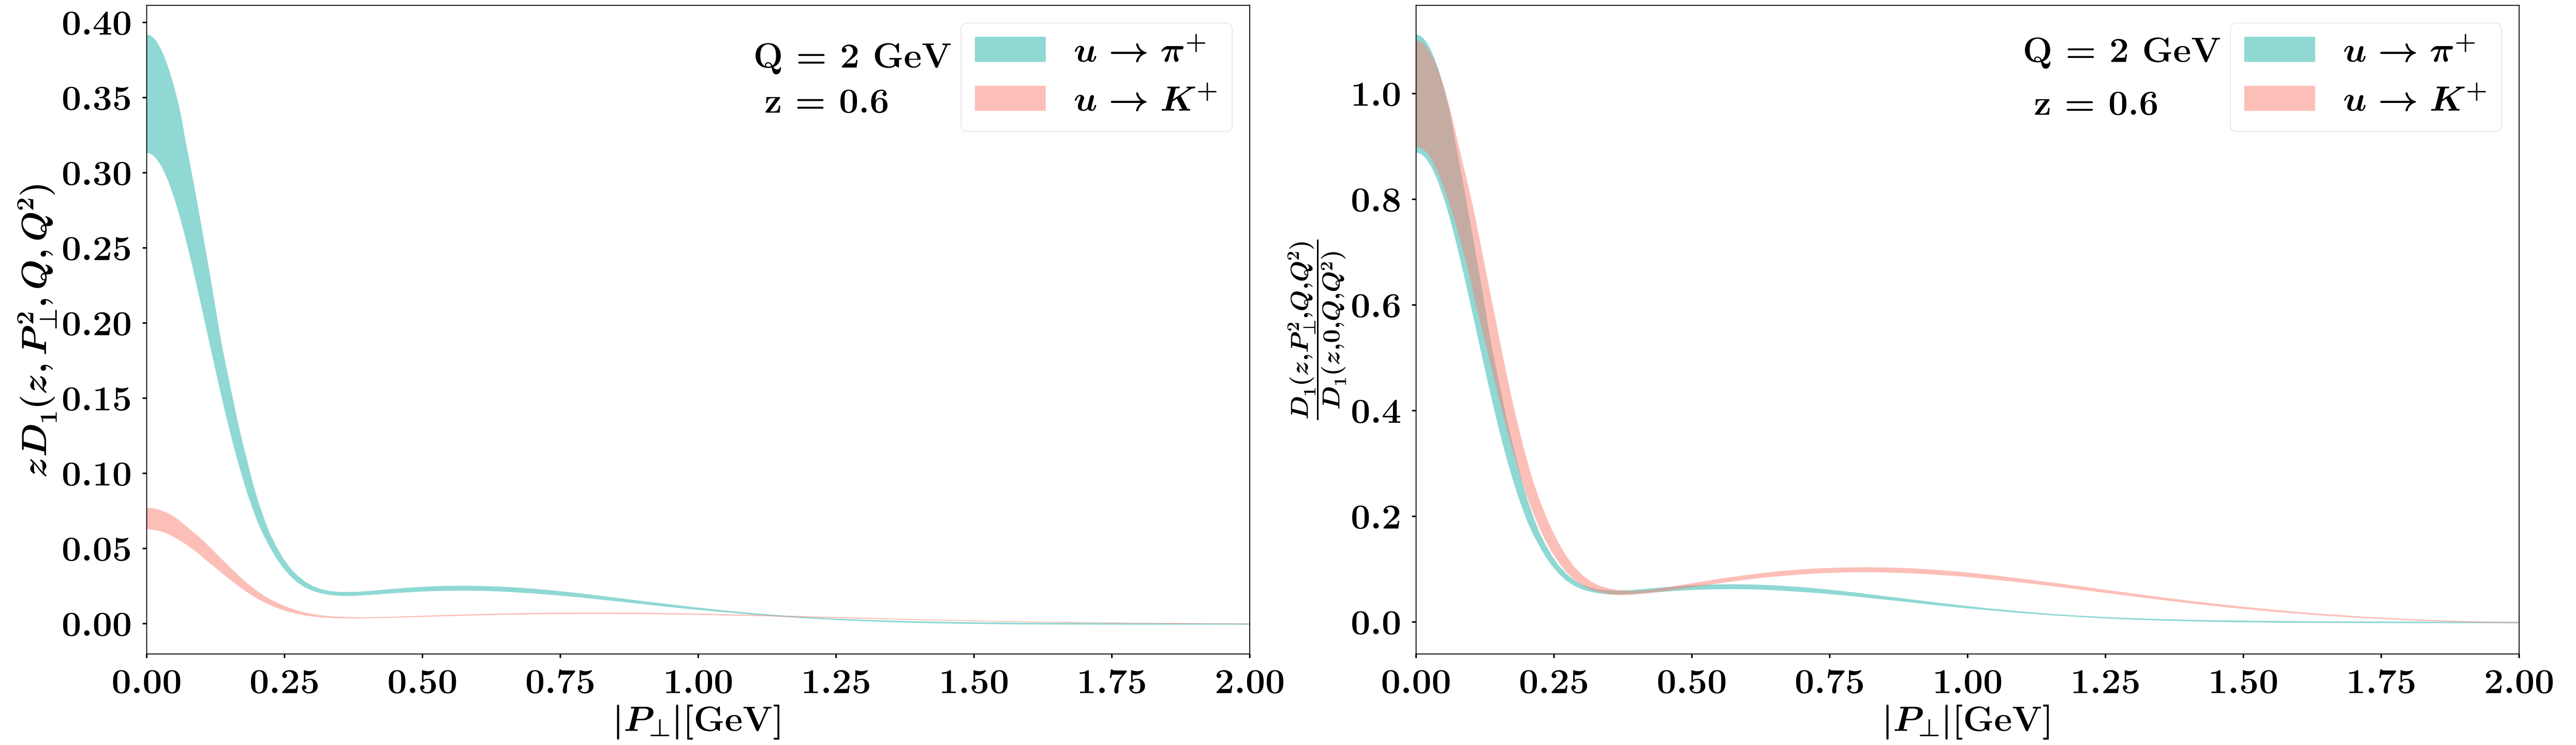 zD₁(z, P²⊥, Q, Q²)
0.40
0.35
0.30
0.25
0.20
0.15
0.10
0.05
0.00
Q = 2 GeV
z = 0.6
u → π⁺
u → K⁺
0.00 0.25 0.50 0.75 1.00 1.25 1.50 1.75 2.00
|P⊥|[GeV]
D₁(z,P²⊥,Q,Q²)
D₁(z,0,Q,Q²)
1.0
0.8
0.6
0.4
0.2
0.0
Q = 2 GeV
z = 0.6
u → π⁺
u → K⁺
0.00 0.25 0.50 0.75 1.00 1.25 1.50 1.75 2.00
|P⊥|[GeV]